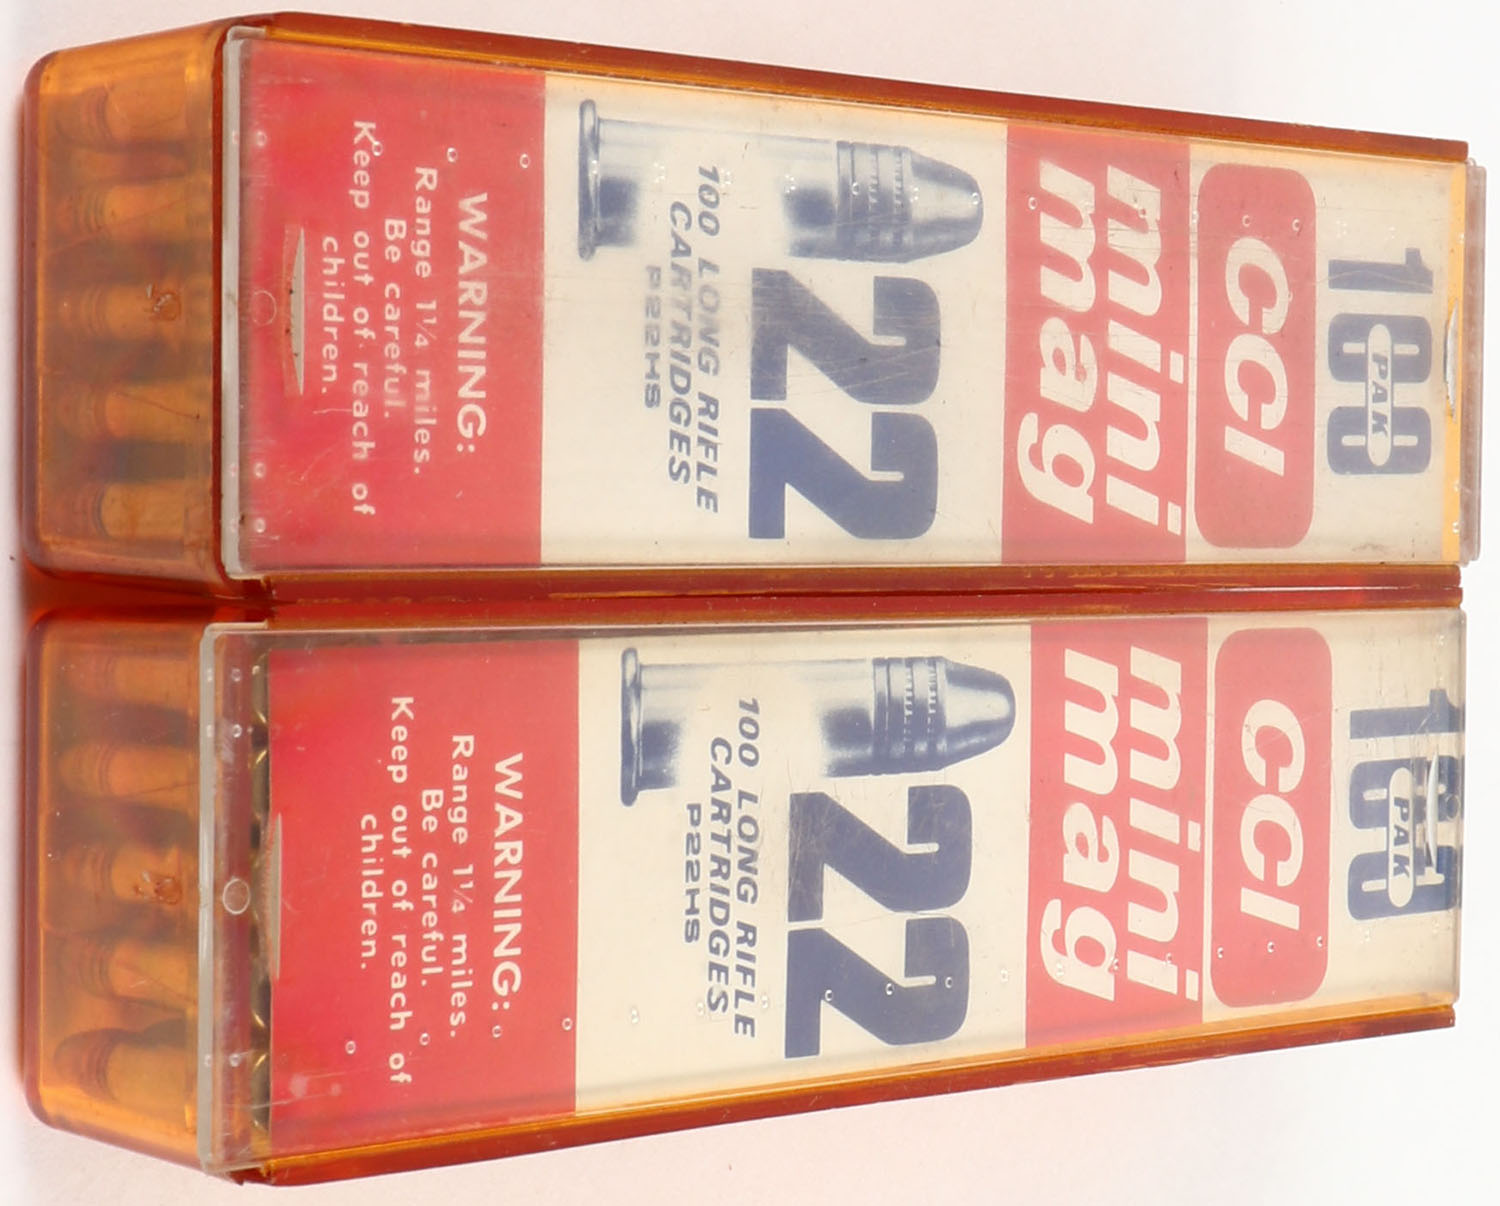 100
PAK
CCI
mini
mag
22
100 LONG RIFLE
CARTRIDGES
P22HS
WARNING:
Range 1¼ miles.
Be careful.
Keep out of reach of
children.
100
PAK
CCI
mini
mag
22
100 LONG RIFLE
CARTRIDGES
P22HS
WARNING:
Range 1¼ miles.
Be careful.
Keep out of reach of
children.